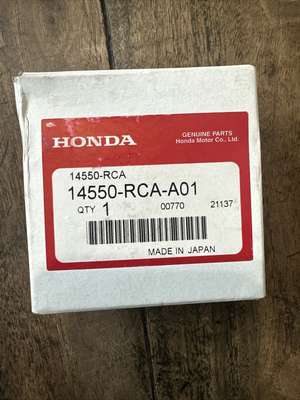 HONDA
GENUINE PARTS
Honda Motor Co., Ltd.
14550-RCA
14550-RCA-A01
QTY 1 00770 21137
MADE IN JAPAN